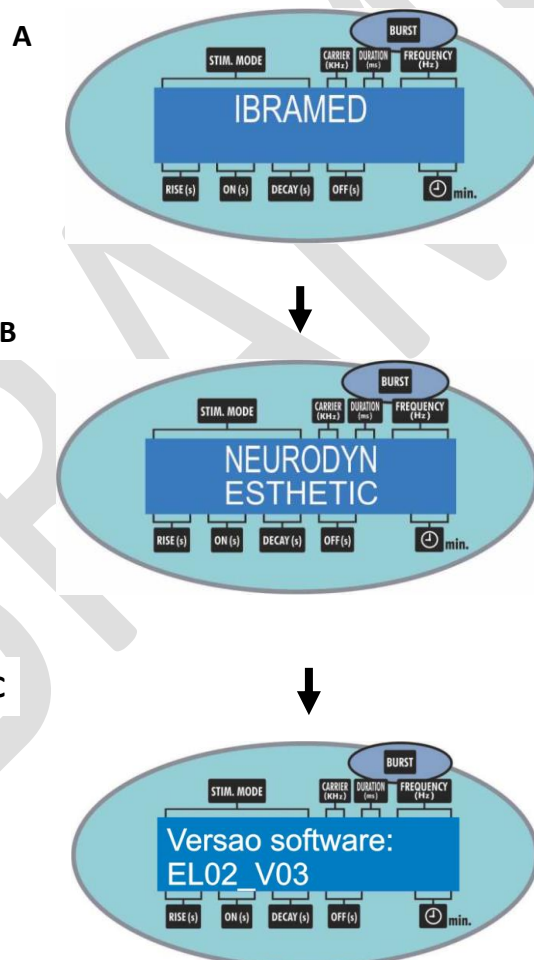 A
BURST
STIM. MODE
CARRIER (KHz)
DURATION (ms)
FREQUENCY (Hz)
IBRAMED
RISE (s)
ON (s)
DECAY (s)
OFF (s)
min.
B
BURST
STIM. MODE
CARRIER (KHz)
DURATION (ms)
FREQUENCY (Hz)
NEURODYN
ESTHETIC
RISE (s)
ON (s)
DECAY (s)
OFF(s)
min.
C
BURST
STIM. MODE
CARRIER (KHz)
DURATION (ms)
FREQUENCY (Hz)
Versao software:
EL02_V03
RISE (s)
ON (s)
DECAY (s)
OFF (s)
min.